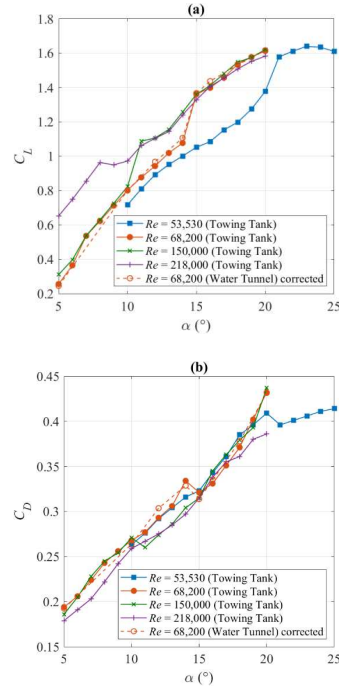 (a)
1.8
1.6
1.4
1.2
1
0.8
0.6
0.4
0.2
C_L
Re = 53,530 (Towing Tank)
Re = 68,200 (Towing Tank)
Re = 150,000 (Towing Tank)
Re = 218,000 (Towing Tank)
Re = 68,200 (Water Tunnel) corrected
5 10 15 20 25
α (°)
(b)
0.45
0.4
0.35
0.3
0.25
0.2
0.15
C_D
Re = 53,530 (Towing Tank)
Re = 68,200 (Towing Tank)
Re = 150,000 (Towing Tank)
Re = 218,000 (Towing Tank)
Re = 68,200 (Water Tunnel) corrected
5 10 15 20 25
α (°)